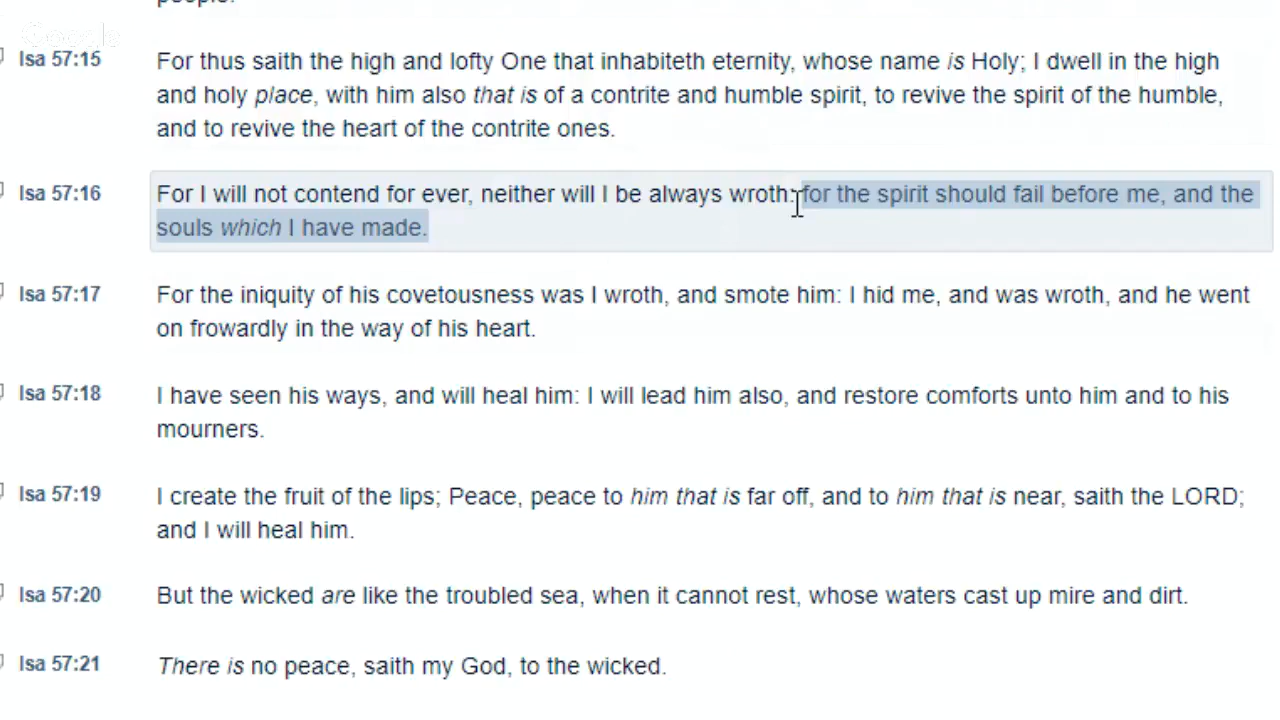 people.
Isa 57:15 For thus saith the high and lofty One that inhabiteth eternity, whose name is Holy; I dwell in the high
and holy place, with him also that is of a contrite and humble spirit, to revive the spirit of the humble,
and to revive the heart of the contrite ones.
Isa 57:16 For I will not contend for ever, neither will I be always wroth: for the spirit should fail before me, and the
souls which I have made.
Isa 57:17 For the iniquity of his covetousness was I wroth, and smote him: I hid me, and was wroth, and he went
on frowardly in the way of his heart.
Isa 57:18 I have seen his ways, and will heal him: I will lead him also, and restore comforts unto him and to his
mourners.
Isa 57:19 I create the fruit of the lips; Peace, peace to him that is far off, and to him that is near, saith the LORD;
and I will heal him.
Isa 57:20 But the wicked are like the troubled sea, when it cannot rest, whose waters cast up mire and dirt.
Isa 57:21 There is no peace, saith my God, to the wicked.